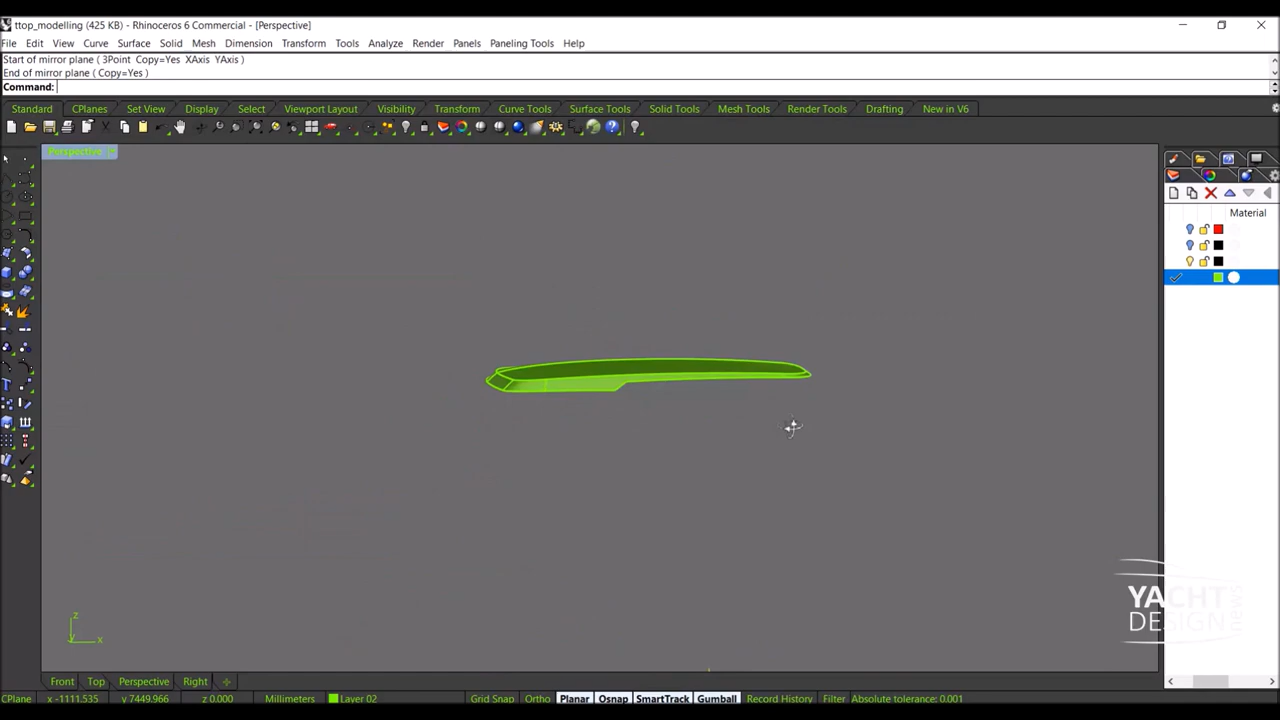 ttop_modelling (425 KB) - Rhinoceros 6 Commercial - [Perspective]
File Edit View Curve Surface Solid Mesh Dimension Transform Tools Analyze Render Panels Paneling Tools Help
Start of mirror plane ( 3Point Copy=Yes XAxis YAxis )
End of mirror plane ( Copy=Yes )
Command:
Standard CPlanes Set View Display Select Viewport Layout Visibility Transform Curve Tools Surface Tools Solid Tools Mesh Tools Render Tools Drafting New in V6
Perspective
Material
YACHT
DESIGN
news
z
x
Front Top Perspective Right
CPlane x -1111.535 y 7449.966 z 0.000 Millimeters Layer 02 Grid Snap Ortho Planar Osnap SmartTrack Gumball Record History Filter Absolute tolerance: 0.001